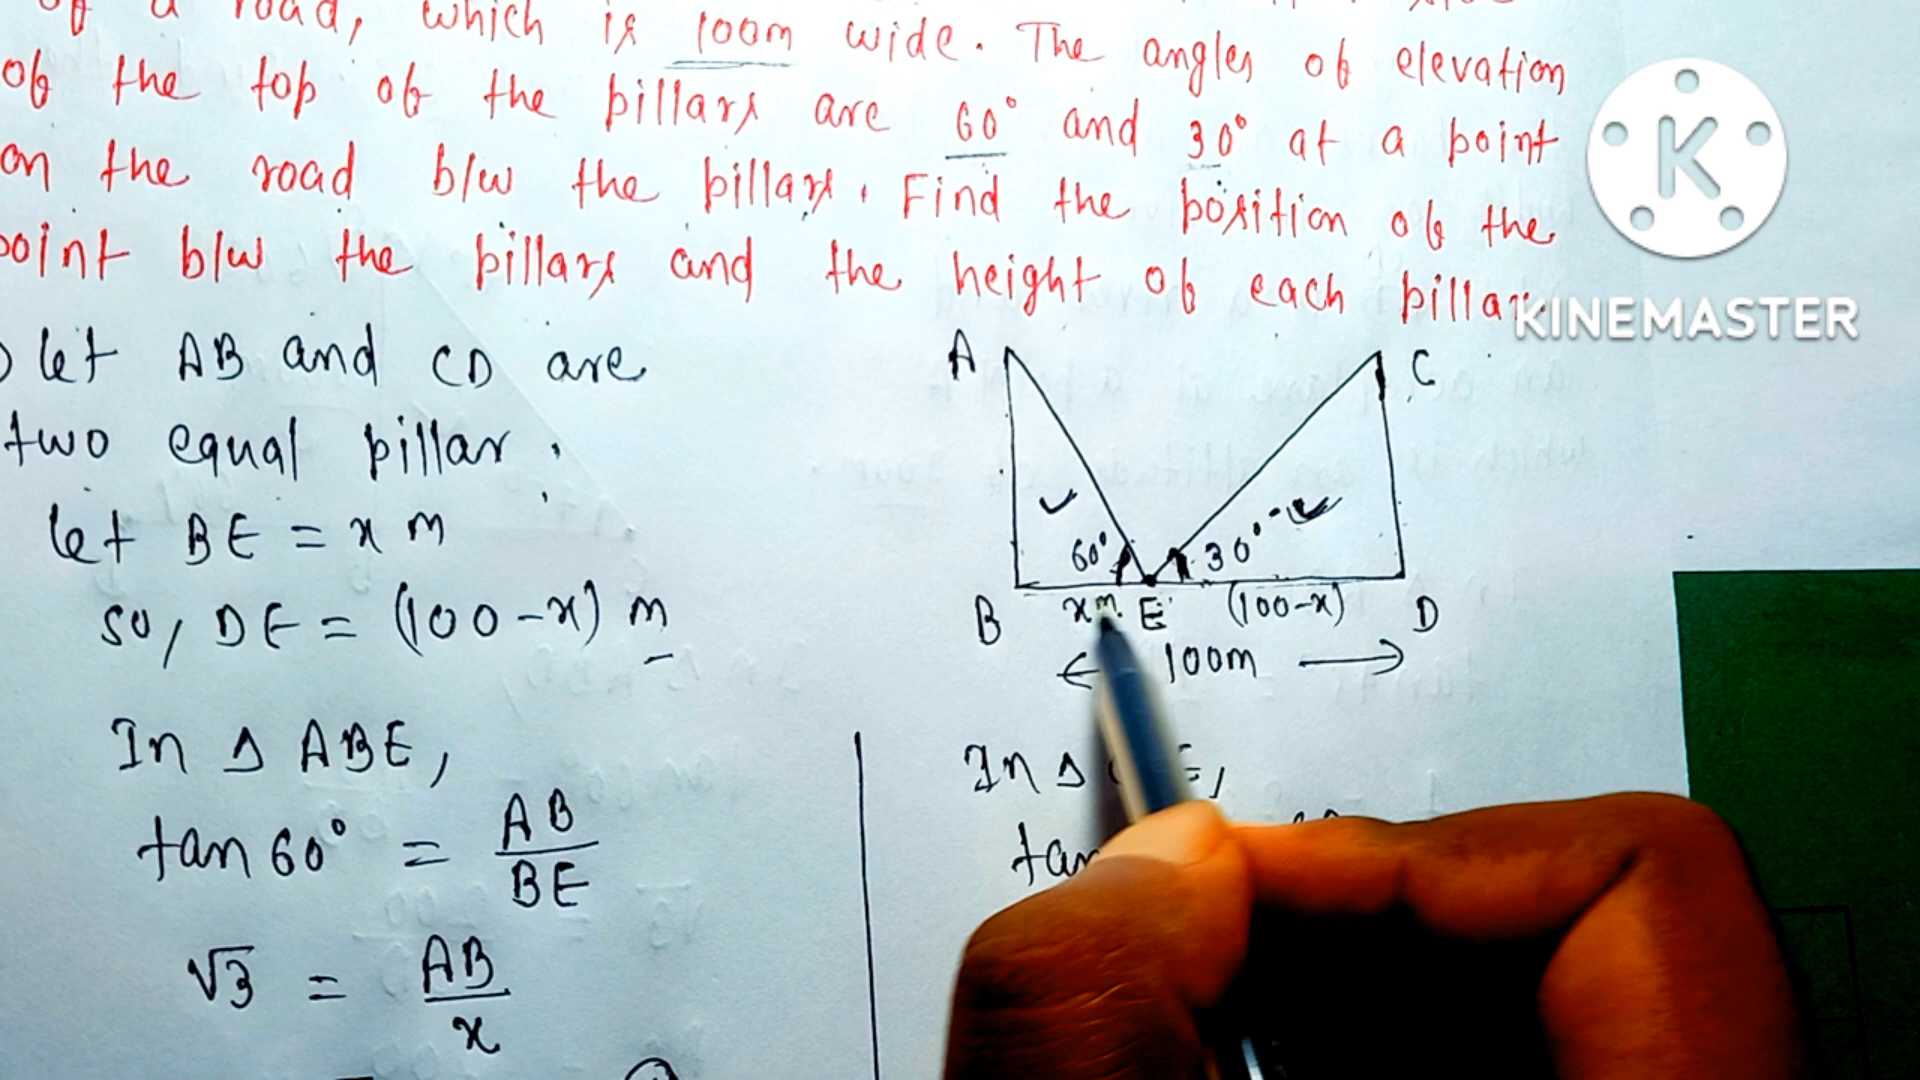 of a road, which is 100m wide. The angles of elevation
of the top of the pillars are 60° and 30° at a point
on the road b/w the pillars. Find the position of the
point b/w the pillars and the height of each pillar.
KINEMASTER
let AB and CD are
two equal pillar.
let BE = x m
so, DE = (100-x) m
A
C
60°
30°
B
x m
E
(100-x)
D
100m
In Δ ABE,
tan 60° = AB/BE
√3 = AB/x
In Δ
tan